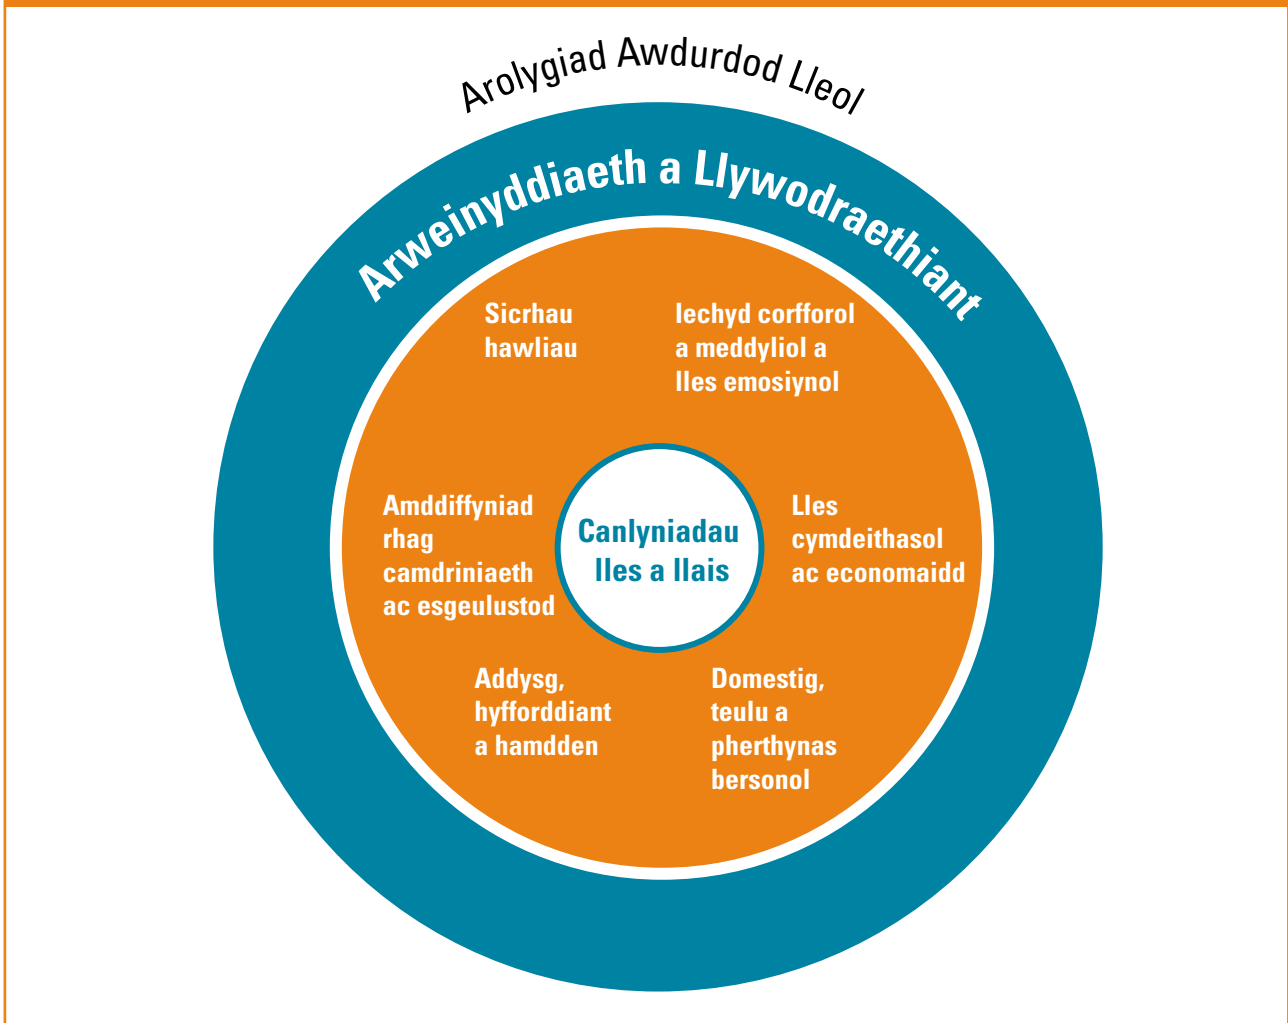 Arolygiad Awdurdod Lleol
Arweinyddiaeth a Llywodraethiant
Sicrhau
hawliau
Iechyd corfforol
a meddyliol a
lles emosiynol
Amddiffyniad
rhag
camdriniaeth
ac esgeulustod
Canlyniadau
lles a llais
Lles
cymdeithasol
ac economaidd
Addysg,
hyfforddiant
a hamdden
Domestig,
teulu a
pherthynas
bersonol